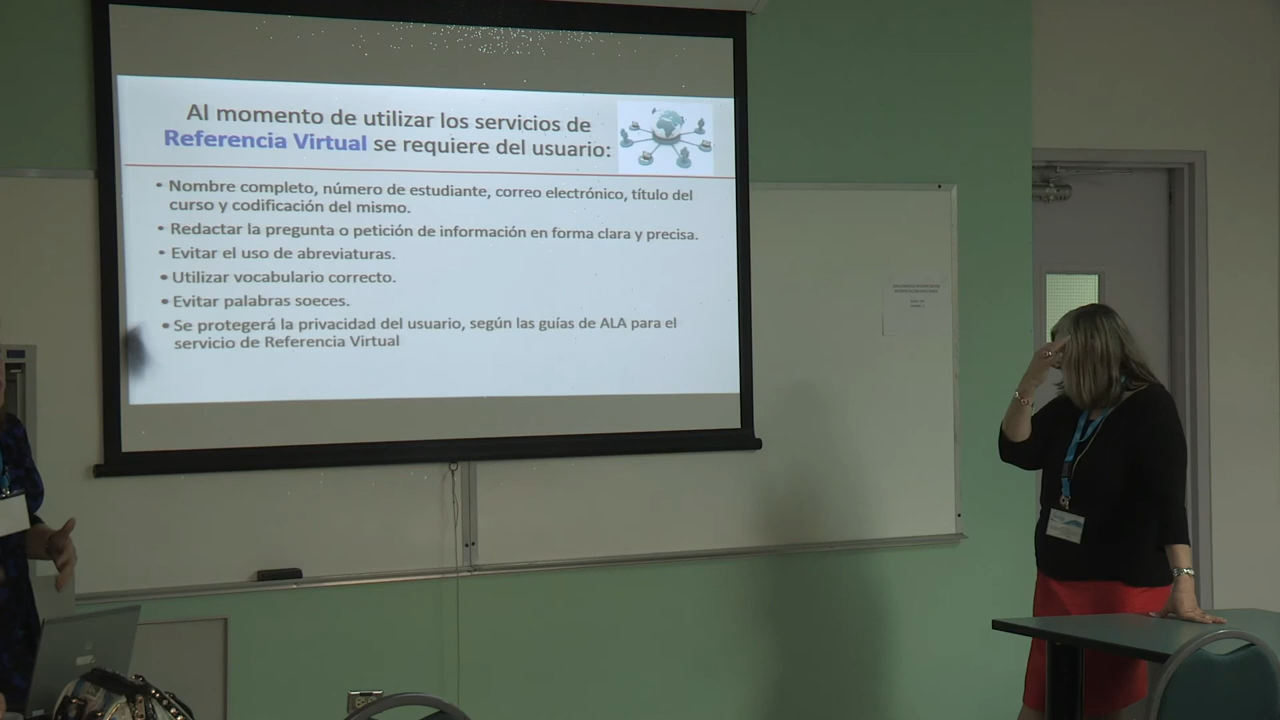 Al momento de utilizar los servicios de
Referencia Virtual se requiere del usuario:
• Nombre completo, número de estudiante, correo electrónico, título del
curso y codificación del mismo.
• Redactar la pregunta o petición de información en forma clara y precisa.
• Evitar el uso de abreviaturas.
• Utilizar vocabulario correcto.
• Evitar palabras soeces.
• Se protegerá la privacidad del usuario, según las guías de ALA para el
servicio de Referencia Virtual